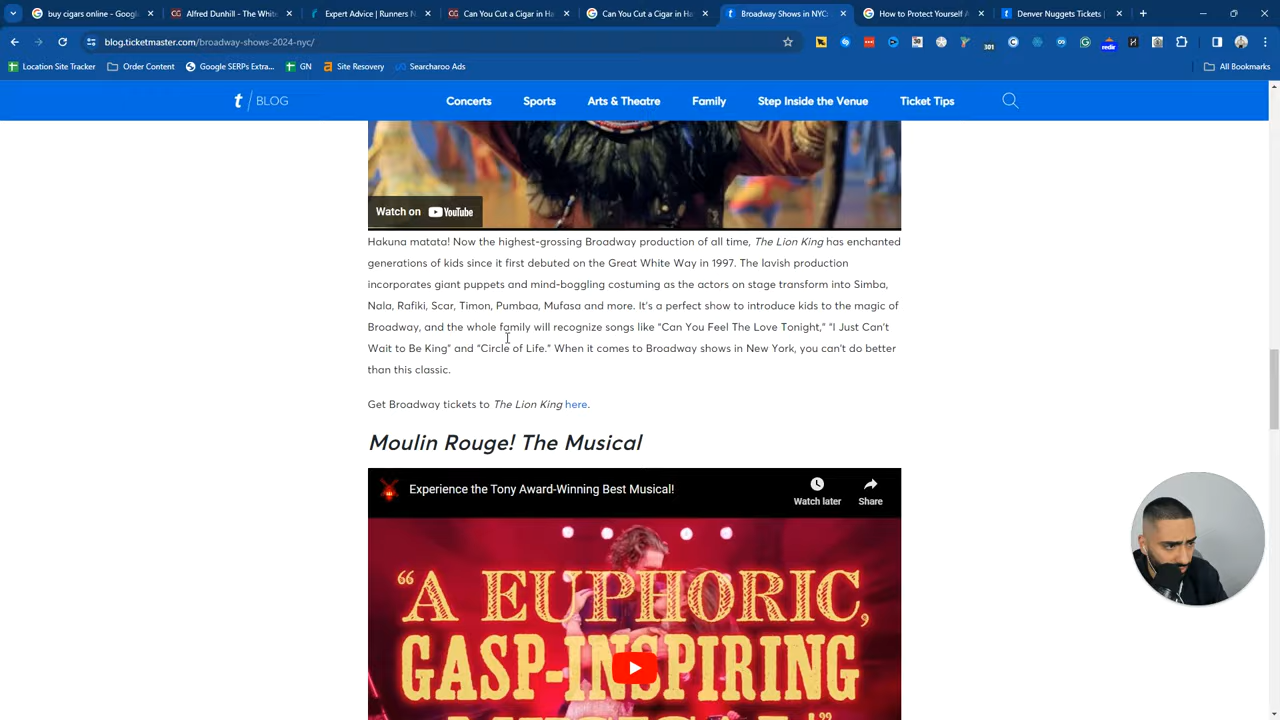 buy cigars online - Googl
Alfred Dunhill - The White
Expert Advice | Runners N
Can You Cut a Cigar in Ha
Can You Cut a Cigar in Ha
Broadway Shows in NYC:
How to Protect Yourself A
Denver Nuggets Tickets |
blog.ticketmaster.com/broadway-shows-2024-nyc/
Location Site Tracker
Order Content
Google SERPs Extra...
GN
Site Recovery
Searcharoo Ads
All Bookmarks
t / BLOG
Concerts
Sports
Arts & Theatre
Family
Step Inside the Venue
Ticket Tips
Watch on YouTube
Hakuna matata! Now the highest-grossing Broadway production of all time, The Lion King has enchanted
generations of kids since it first debuted on the Great White Way in 1997. The lavish production
incorporates giant puppets and mind-boggling costuming as the actors on stage transform into Simba,
Nala, Rafiki, Scar, Timon, Pumbaa, Mufasa and more. It's a perfect show to introduce kids to the magic of
Broadway, and the whole family will recognize songs like "Can You Feel The Love Tonight," "I Just Can't
Wait to Be King" and "Circle of Life." When it comes to Broadway shows in New York, you can't do better
than this classic.
Get Broadway tickets to The Lion King here.
Moulin Rouge! The Musical
Experience the Tony Award-Winning Best Musical!
Watch later
Share
"A EUPHORIC,
GASP-INSPIRING